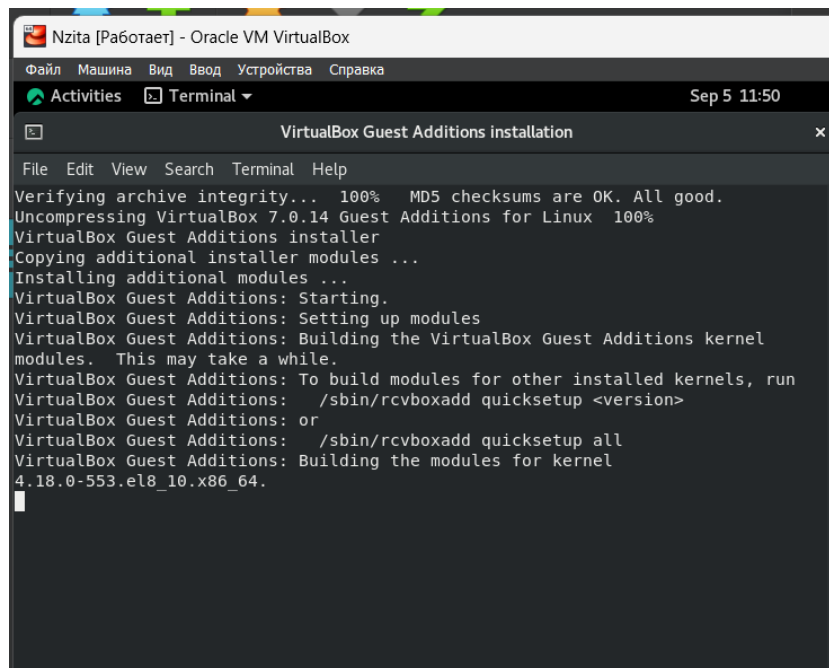 Nzita [Работает] - Oracle VM VirtualBox
Файл Машина Вид Ввод Устройства Справка
Activities Terminal Sep 5 11:50
VirtualBox Guest Additions installation
File Edit View Search Terminal Help
Verifying archive integrity... 100% MD5 checksums are OK. All good.
Uncompressing VirtualBox 7.0.14 Guest Additions for Linux 100%
VirtualBox Guest Additions installer
Copying additional installer modules ...
Installing additional modules ...
VirtualBox Guest Additions: Starting.
VirtualBox Guest Additions: Setting up modules
VirtualBox Guest Additions: Building the VirtualBox Guest Additions kernel
modules. This may take a while.
VirtualBox Guest Additions: To build modules for other installed kernels, run
VirtualBox Guest Additions: /sbin/rcvboxadd quicksetup <version>
VirtualBox Guest Additions: or
VirtualBox Guest Additions: /sbin/rcvboxadd quicksetup all
VirtualBox Guest Additions: Building the modules for kernel
4.18.0-553.el8_10.x86_64.